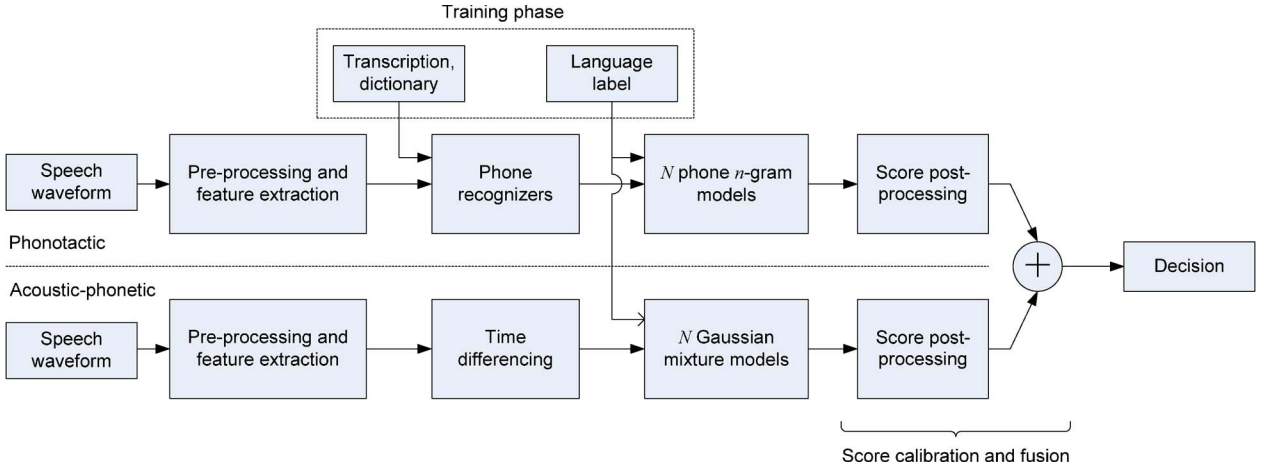 Training phase
Transcription,
dictionary
Language
label
Speech
waveform
Pre-processing and
feature extraction
Phone
recognizers
N phone n-gram
models
Score post-
processing
Phonotactic
+
Decision
Acoustic-phonetic
Speech
waveform
Pre-processing and
feature extraction
Time
differencing
N Gaussian
mixture models
Score post-
processing
Score calibration and fusion